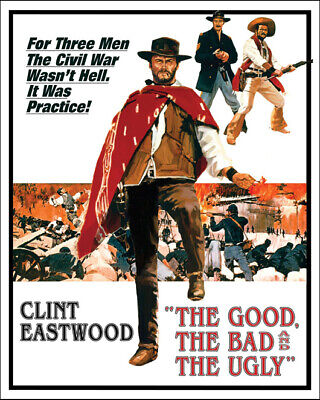 For Three Men
The Civil War
Wasn't Hell.
It Was
Practice!
CLINT
EASTWOOD
"THE GOOD,
THE BAD AND
THE UGLY"